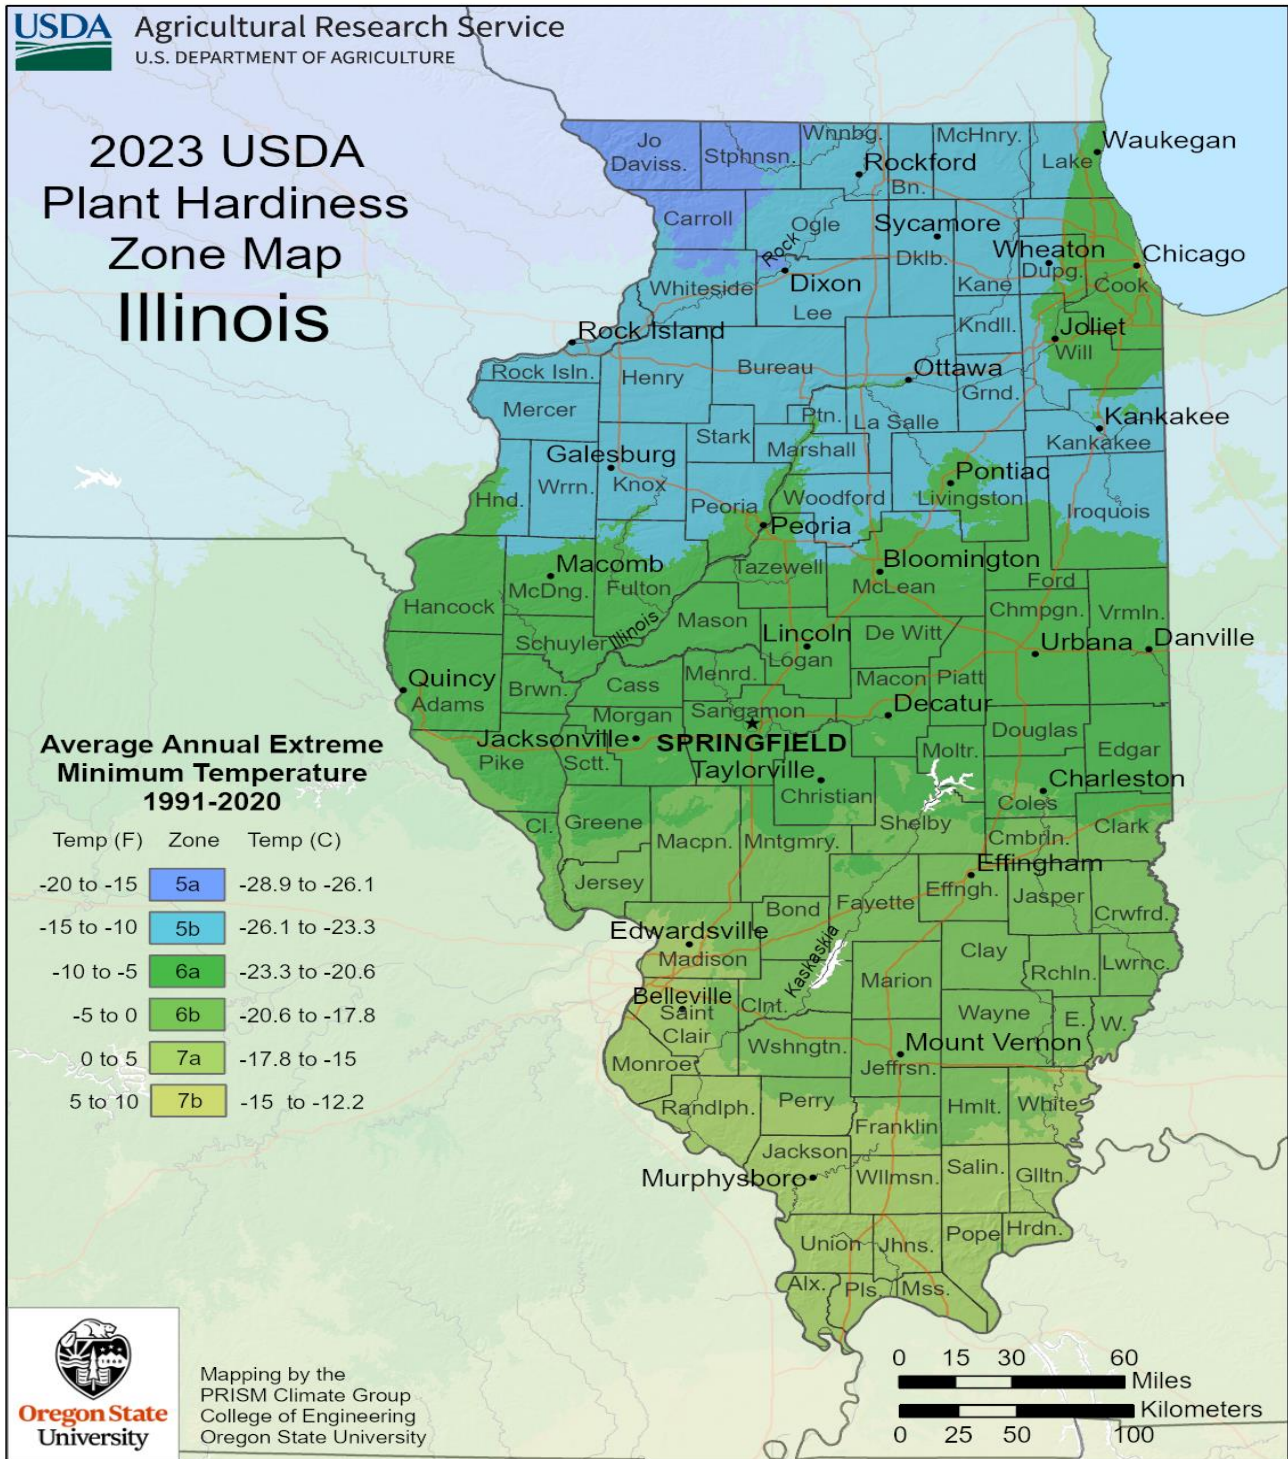 USDA
Agricultural Research Service
U.S. DEPARTMENT OF AGRICULTURE
2023 USDA
Plant Hardiness
Zone Map
Illinois
Jo
Daviss.
Stphnsn.
Wnnbg.
McHnry.
Lake
Waukegan
Rockford
Bn.
Carroll
Ogle
Sycamore
Rock
Dklb.
Wheaton
Dupg.
Chicago
Cook
Kane
Whiteside
Dixon
Lee
Kndll.
Joliet
Will
Rock Island
Rock Isln.
Henry
Bureau
Ottawa
Grnd.
Mercer
Ptn.
La Salle
Kankakee
Kankakee
Stark
Marshall
Galesburg
Hnd.
Wrrn.
Knox
Peoria
Woodford
Pontiac
Livingston
Iroquois
Peoria
Macomb
McDng.
Fulton
Tazewell
Bloomington
McLean
Ford
Hancock
Mason
Chmpgn.
Vrmln.
Schuyler
Illinois
Lincoln
Logan
De Witt
Urbana
Danville
Quincy
Adams
Brwn.
Cass
Menrd.
Macon
Piatt
Morgan
Sangamon
Decatur
Jacksonville
SPRINGFIELD
Douglas
Pike
Sctt.
Taylorville
Moltr.
Edgar
Christian
Charleston
Coles
Cl.
Greene
Macpn.
Mntgmry.
Shelby
Cmbrln.
Clark
Jersey
Effingham
Effngh.
Jasper
Bond
Fayette
Crwfrd.
Edwardsville
Madison
Kaskaskia
Clay
Marion
Rchln.
Lwrnc.
Belleville
Saint
Clair
Clnt.
Wayne
E.
W.
Monroe
Wshngtn.
Mount Vernon
Jeffrsn.
Randlph.
Perry
Hmlt.
White
Franklin
Jackson
Murphysboro
Wllmsn.
Salin.
Glltn.
Union
Jhns.
Pope
Hrdn.
Alx.
Pls.
Mss.
Average Annual Extreme
Minimum Temperature
1991-2020
Temp (F) Zone Temp (C)
-20 to -15 5a -28.9 to -26.1
-15 to -10 5b -26.1 to -23.3
-10 to -5 6a -23.3 to -20.6
-5 to 0 6b -20.6 to -17.8
0 to 5 7a -17.8 to -15
5 to 10 7b -15 to -12.2
Oregon State
University
Mapping by the
PRISM Climate Group
College of Engineering
Oregon State University
0 15 30 60
Miles
Kilometers
0 25 50 100